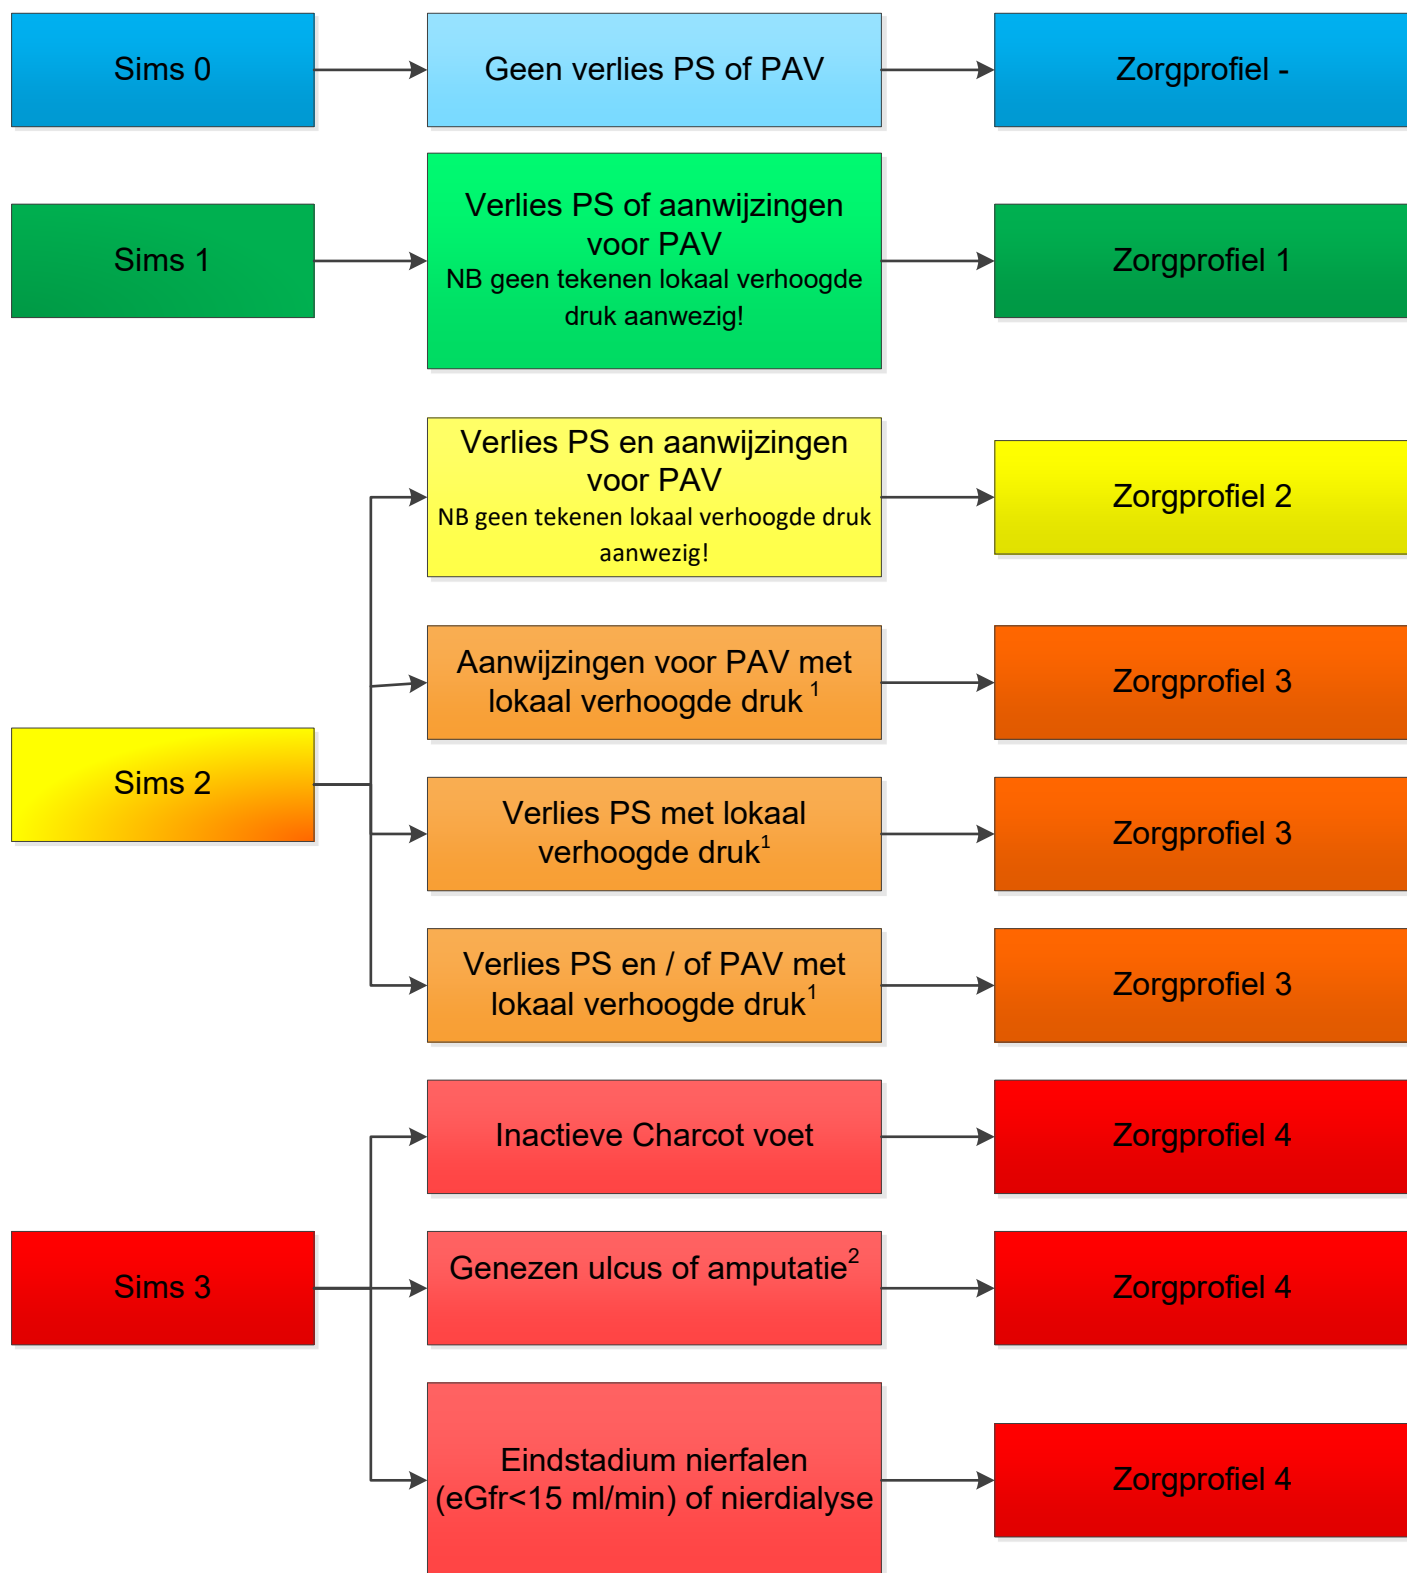 Sims 0
Geen verlies PS of PAV
Zorgprofiel -
Sims 1
Verlies PS of aanwijzingen
voor PAV
NB geen tekenen lokaal verhoogde
druk aanwezig!
Zorgprofiel 1
Sims 2
Verlies PS en aanwijzingen
voor PAV
NB geen tekenen lokaal verhoogde druk
aanwezig!
Zorgprofiel 2
Aanwijzingen voor PAV met
lokaal verhoogde druk 1
Zorgprofiel 3
Verlies PS met lokaal
verhoogde druk1
Zorgprofiel 3
Verlies PS en / of PAV met
lokaal verhoogde druk1
Zorgprofiel 3
Sims 3
Inactieve Charcot voet
Zorgprofiel 4
Genezen ulcus of amputatie2
Zorgprofiel 4
Eindstadium nierfalen
(eGfr<15 ml/min) of nierdialyse
Zorgprofiel 4